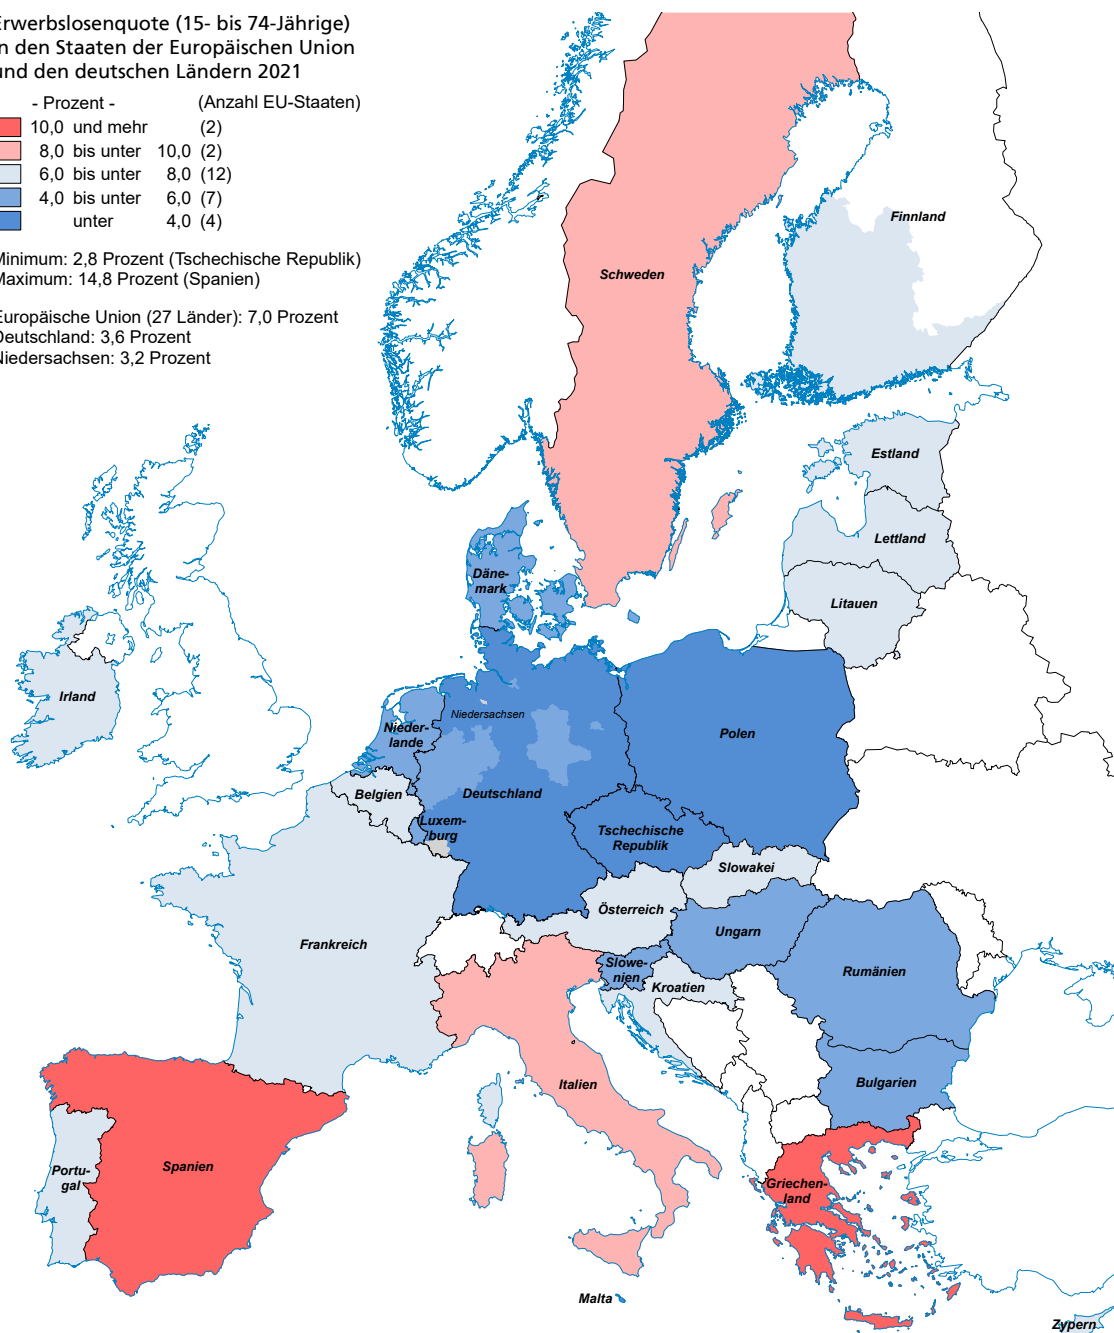 Erwerbslosenquote (15- bis 74-Jährige)
in den Staaten der Europäischen Union
und den deutschen Ländern 2021
- Prozent - (Anzahl EU-Staaten)
10,0 und mehr (2)
8,0 bis unter 10,0 (2)
6,0 bis unter 8,0 (12)
4,0 bis unter 6,0 (7)
unter 4,0 (4)
Minimum: 2,8 Prozent (Tschechische Republik)
Maximum: 14,8 Prozent (Spanien)
Europäische Union (27 Länder): 7,0 Prozent
Deutschland: 3,6 Prozent
Niedersachsen: 3,2 Prozent
Finnland
Schweden
Estland
Lettland
Däne-
mark
Litauen
Irland
Niedersachsen
Nieder-
lande
Polen
Belgien
Deutschland
Luxem-
burg
Tschechische
Republik
Slowakei
Österreich
Frankreich
Ungarn
Slowe-
nien
Rumänien
Kroatien
Italien
Bulgarien
Spanien
Portu-
gal
Griechen-
land
Malta
Zypern